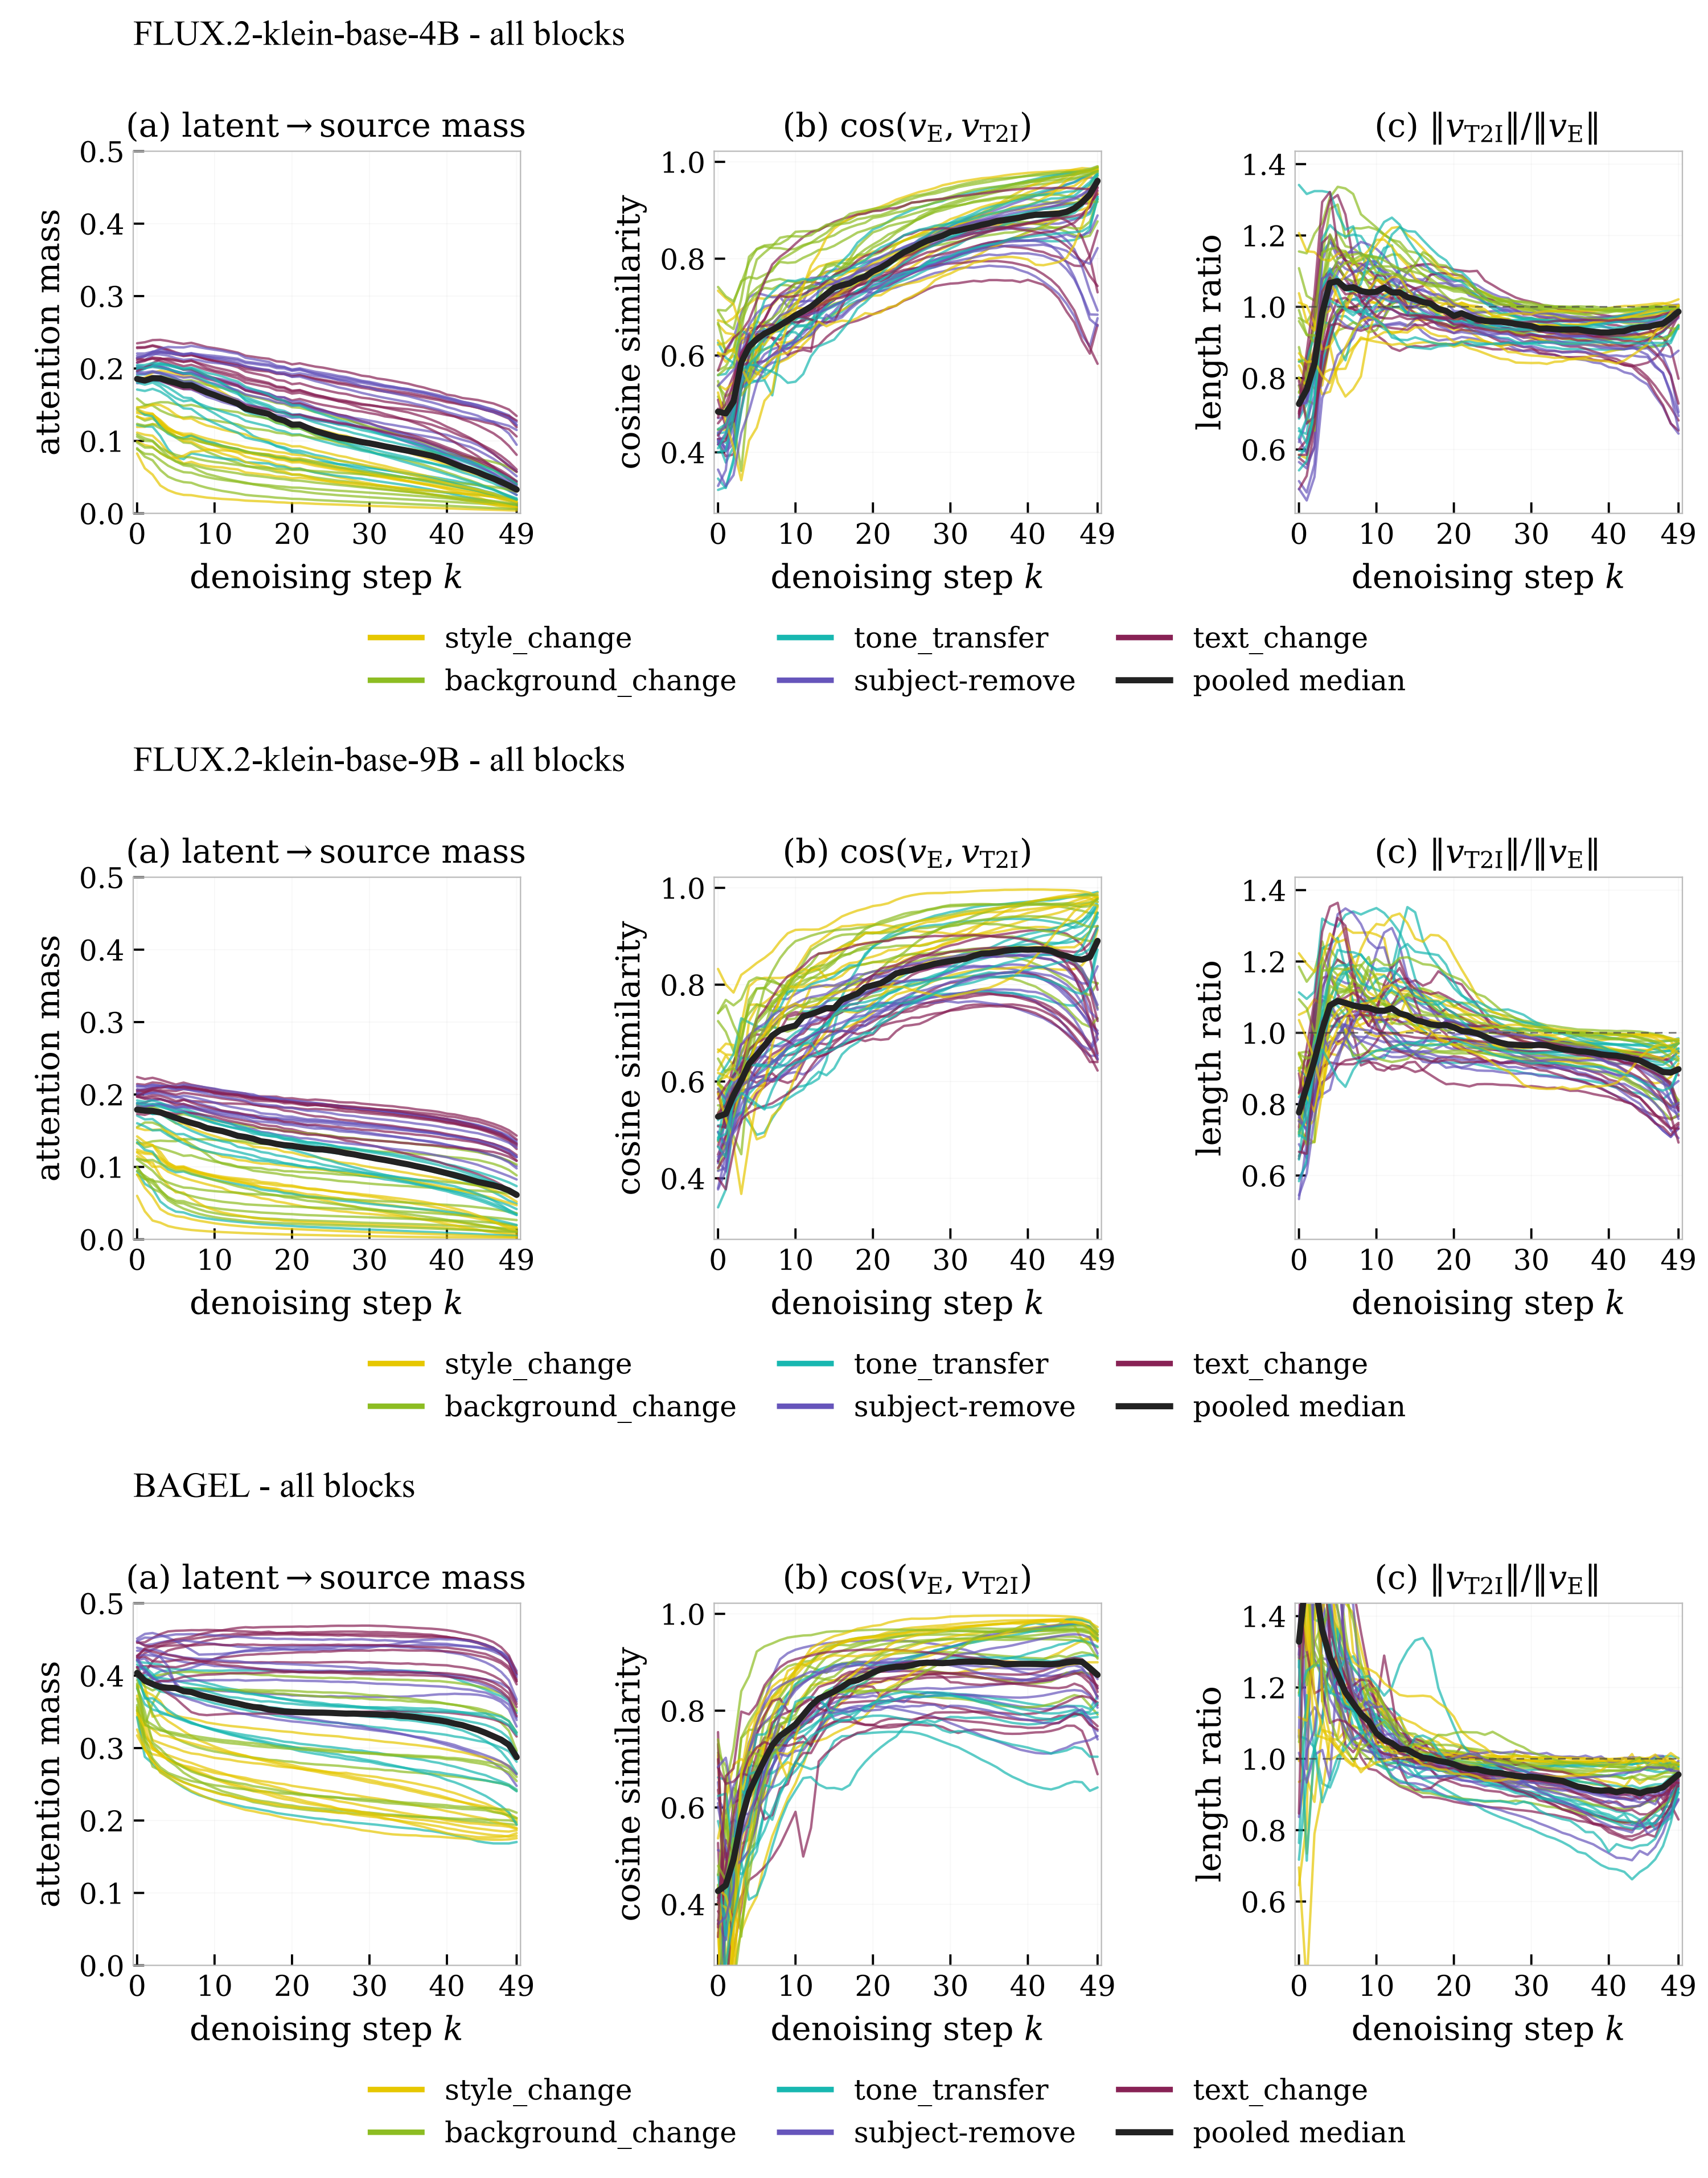 FLUX.2-klein-base-4B - all blocks
(a) latent→source mass
0.5
0.4
0.3
0.2
0.1
0.0
attention mass
0 10 20 30 40 49
denoising step k
(b) cos(v_E, v_T2I)
1.0
0.8
0.6
0.4
cosine similarity
0 10 20 30 40 49
denoising step k
(c) ‖v_T2I‖/‖v_E‖
1.4
1.2
1.0
0.8
0.6
length ratio
0 10 20 30 40 49
denoising step k
style_change tone_transfer text_change
background_change subject-remove pooled median
FLUX.2-klein-base-9B - all blocks
(a) latent→source mass
0.5
0.4
0.3
0.2
0.1
0.0
attention mass
0 10 20 30 40 49
denoising step k
(b) cos(v_E, v_T2I)
1.0
0.8
0.6
0.4
cosine similarity
0 10 20 30 40 49
denoising step k
(c) ‖v_T2I‖/‖v_E‖
1.4
1.2
1.0
0.8
0.6
length ratio
0 10 20 30 40 49
denoising step k
style_change tone_transfer text_change
background_change subject-remove pooled median
BAGEL - all blocks
(a) latent→source mass
0.5
0.4
0.3
0.2
0.1
0.0
attention mass
0 10 20 30 40 49
denoising step k
(b) cos(v_E, v_T2I)
1.0
0.8
0.6
0.4
cosine similarity
0 10 20 30 40 49
denoising step k
(c) ‖v_T2I‖/‖v_E‖
1.4
1.2
1.0
0.8
0.6
length ratio
0 10 20 30 40 49
denoising step k
style_change tone_transfer text_change
background_change subject-remove pooled median